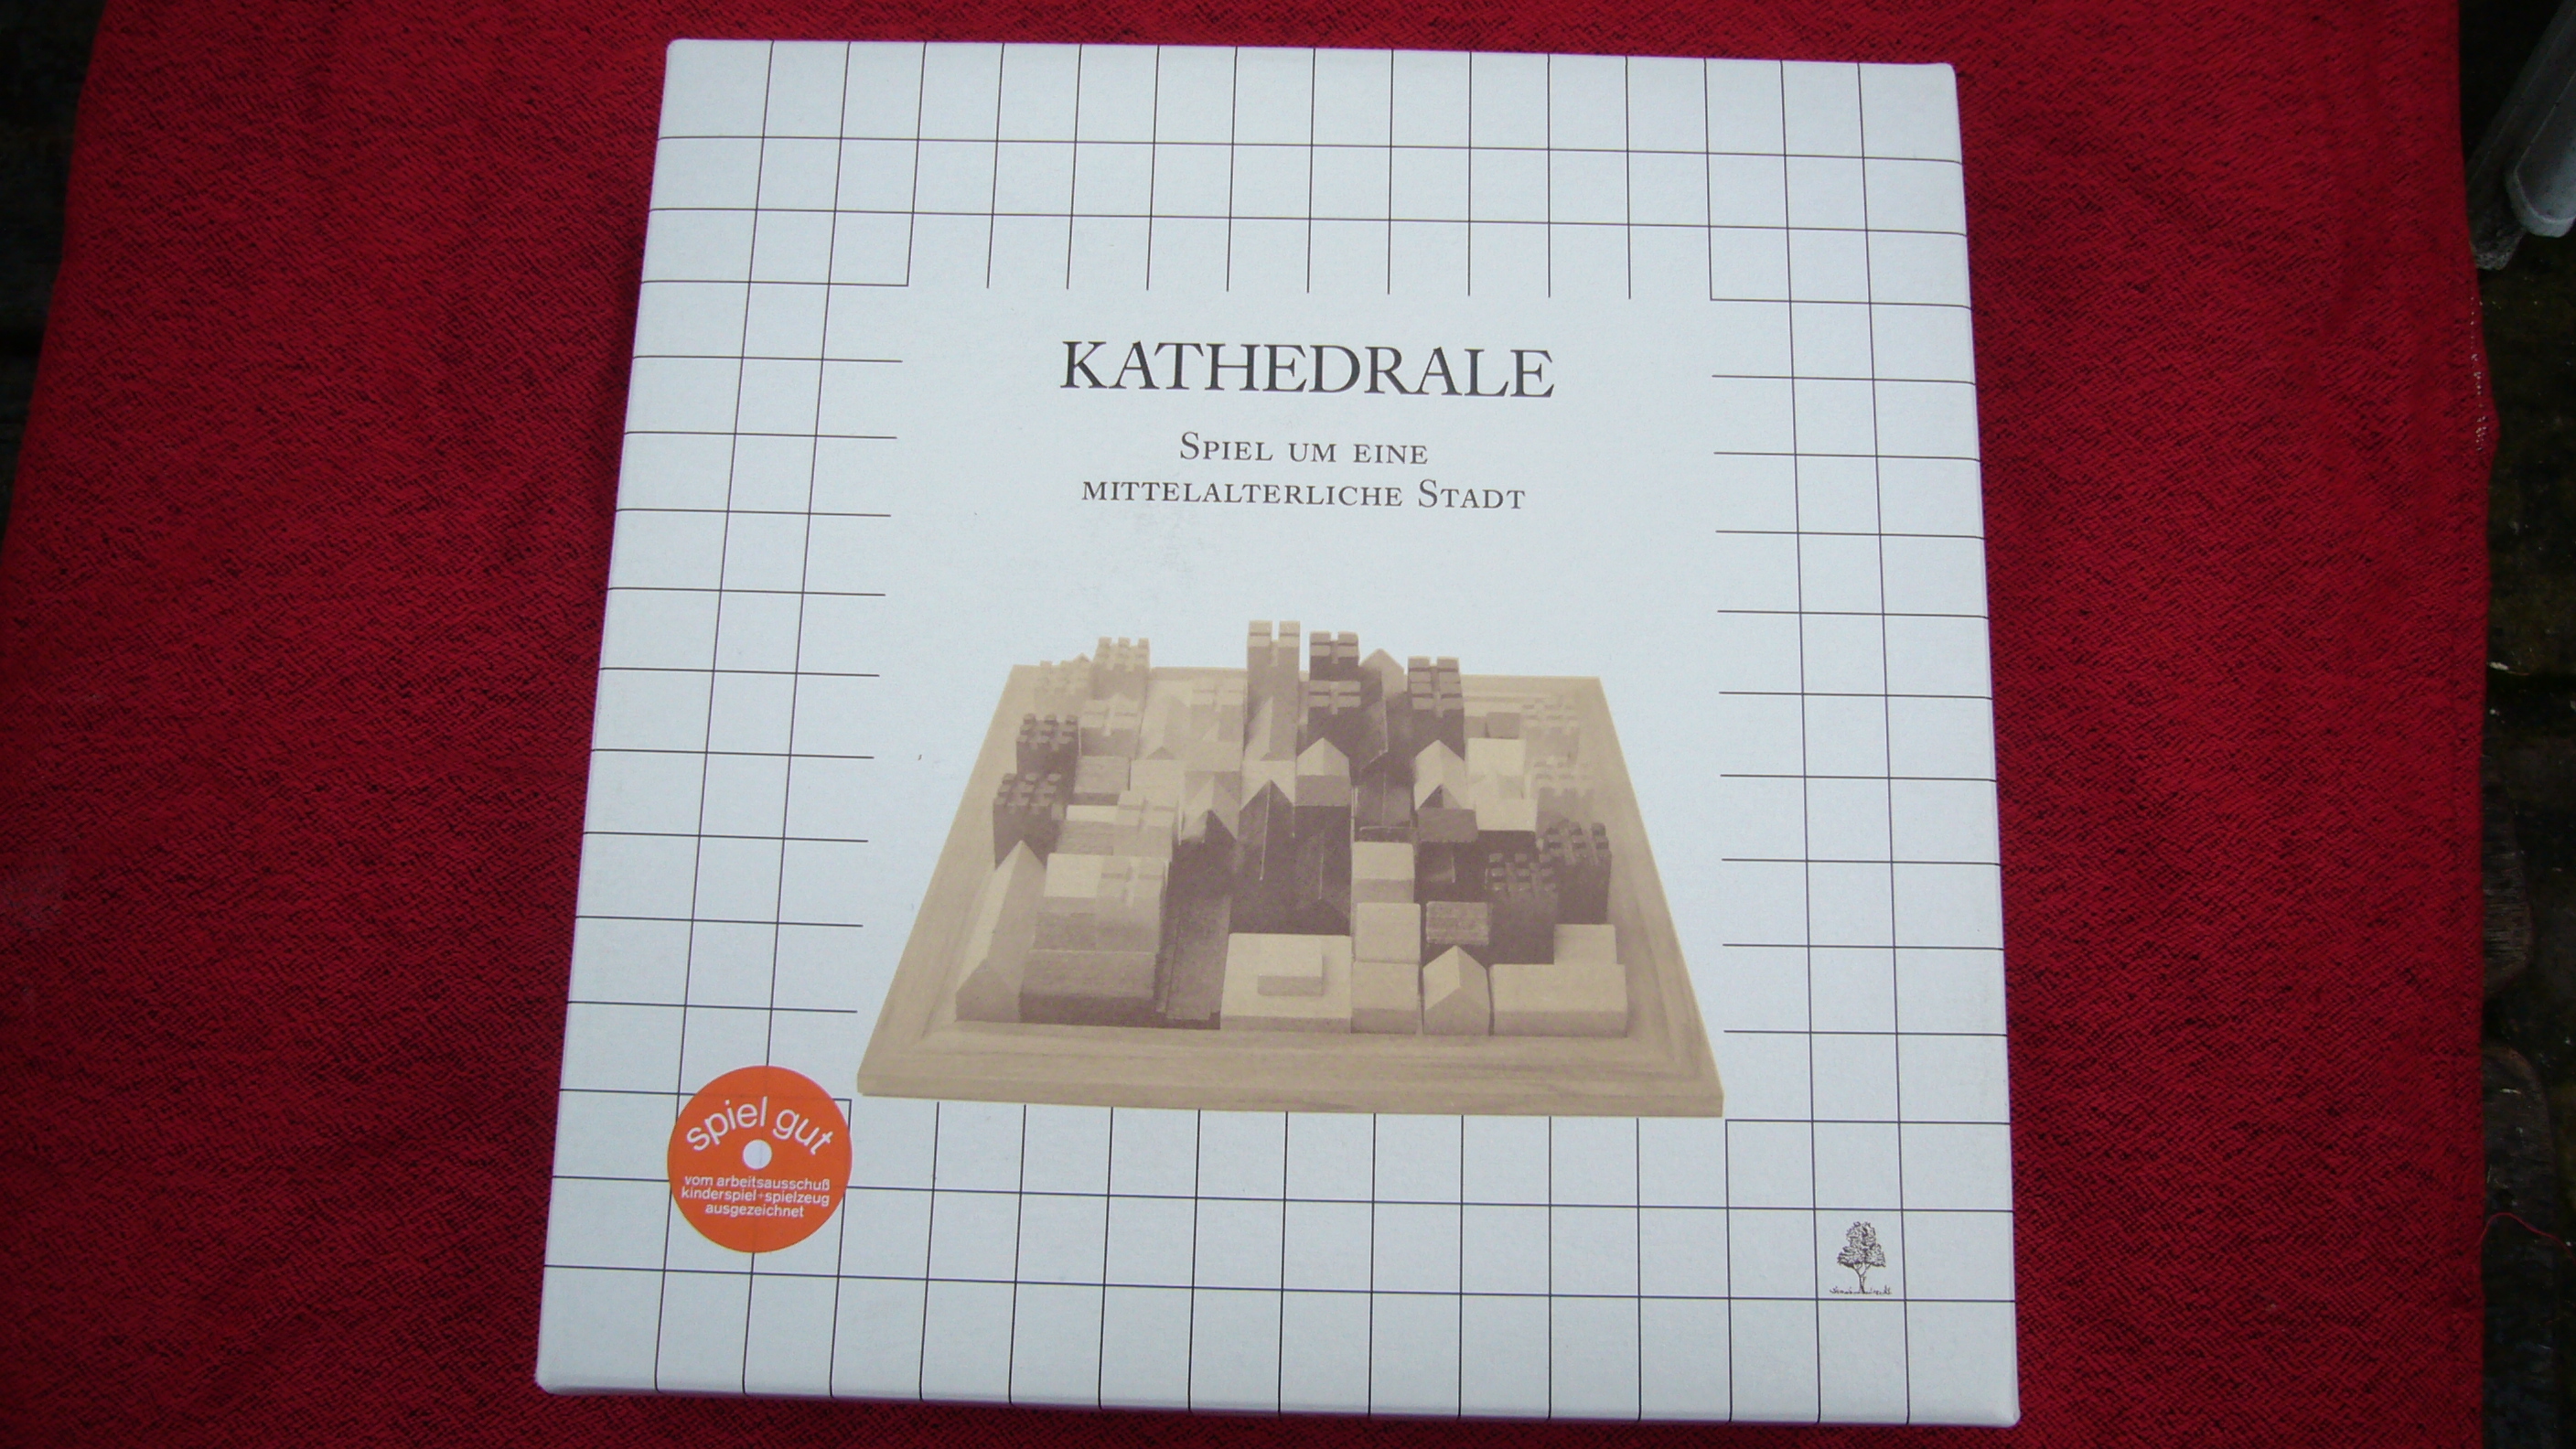 KATHEDRALE
SPIEL UM EINE
MITTELALTERLICHE STADT
spiel gut
vom arbeitsausschuß
kinderspiel+spielzeug
ausgezeichnet